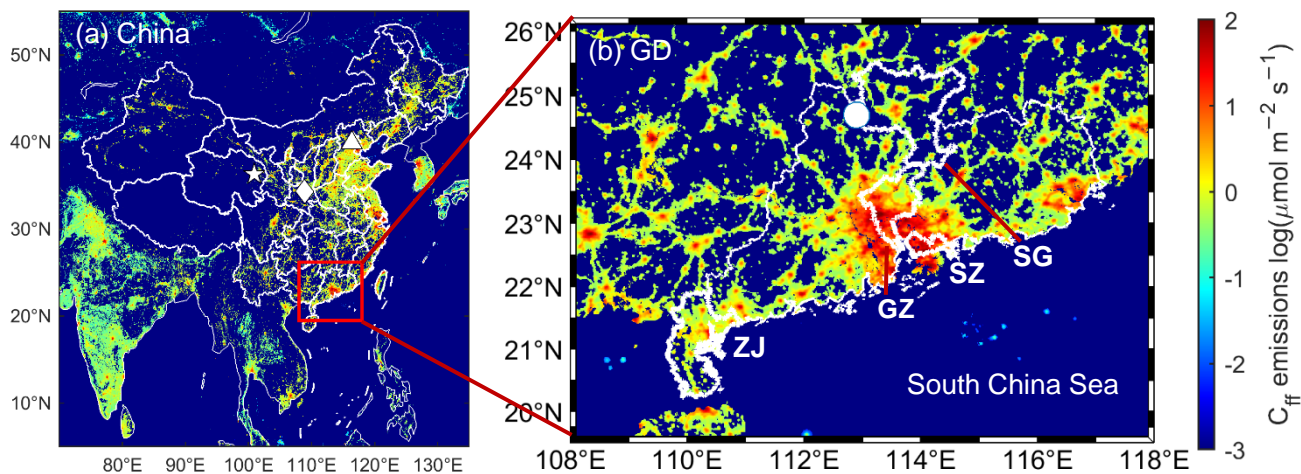 (a) China
50°N
40°N
30°N
20°N
10°N
80°E
90°E
100°E
110°E
120°E
130°E
(b) GD
26°N
25°N
24°N
23°N
22°N
21°N
20°N
SG
SZ
GZ
ZJ
South China Sea
108°E
110°E
112°E
114°E
116°E
118°E
2
1
0
-1
-2
-3
C_ff emissions log(μmol m⁻² s⁻¹)